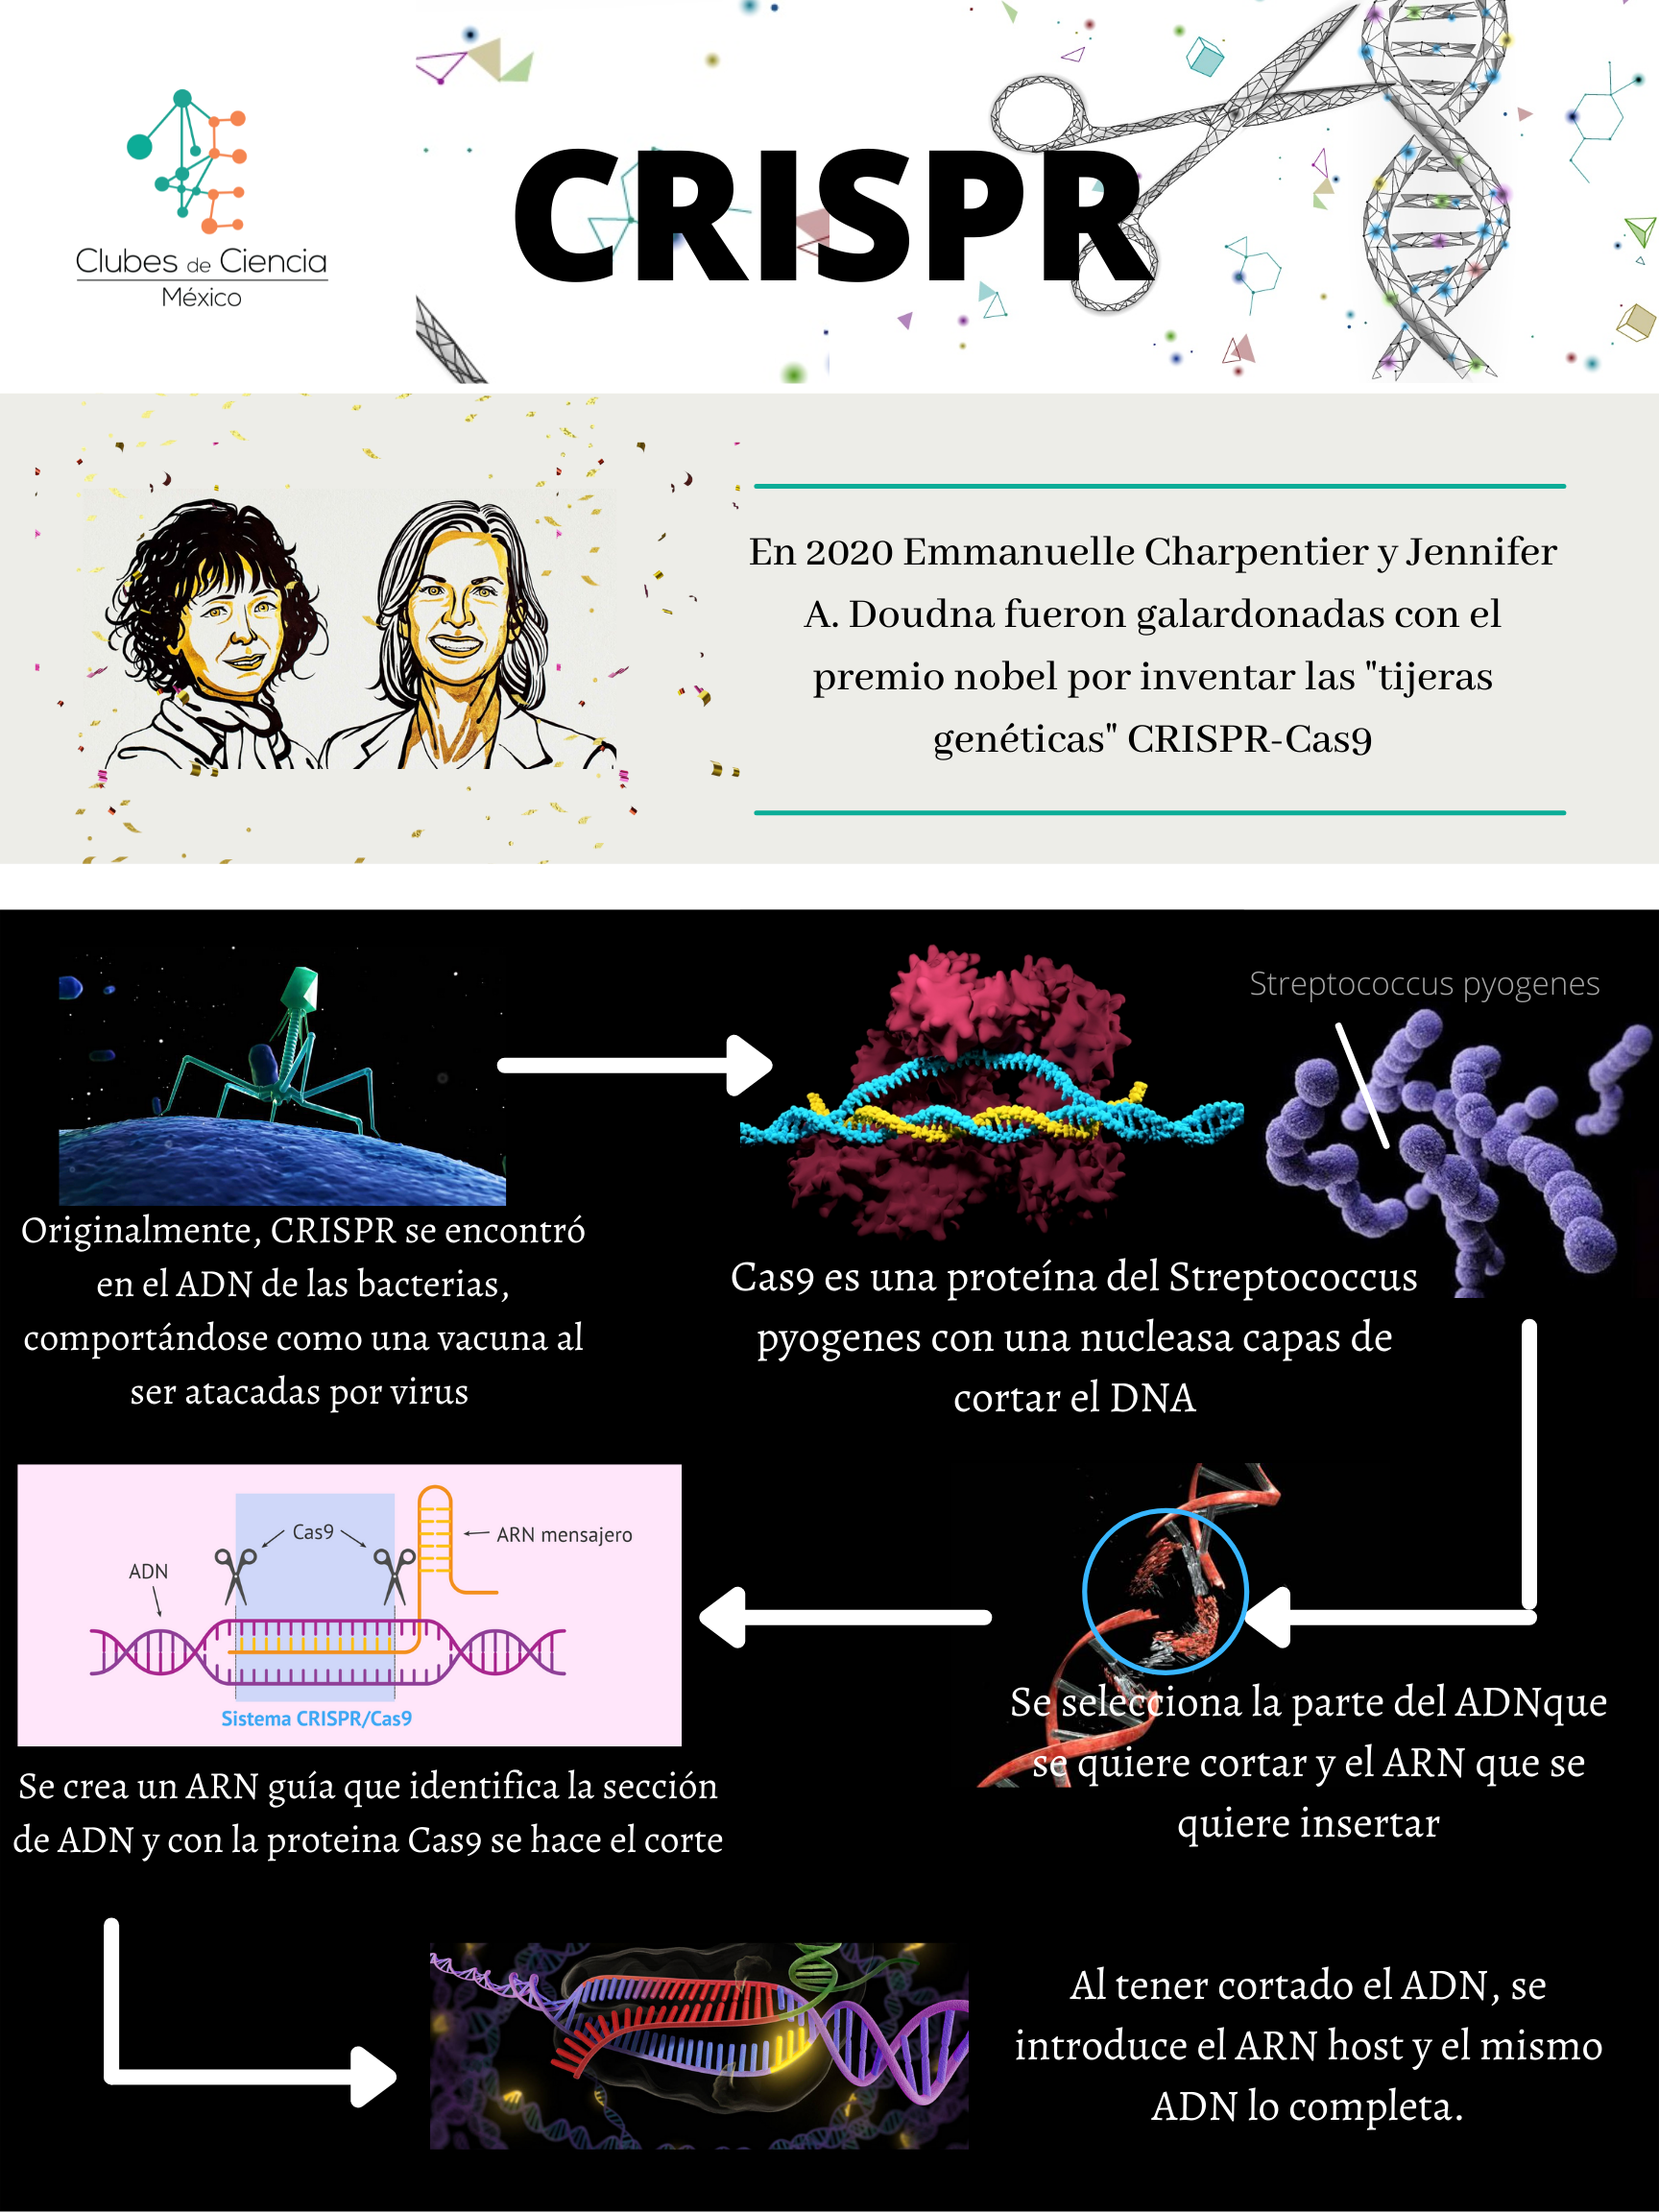 Clubes de Ciencia
México
CRISPR
En 2020 Emmanuelle Charpentier y Jennifer
A. Doudna fueron galardonadas con el
premio nobel por inventar las "tijeras
genéticas" CRISPR-Cas9
Streptococcus pyogenes
Originalmente, CRISPR se encontró
en el ADN de las bacterias,
comportándose como una vacuna al
ser atacadas por virus
Cas9 es una proteína del Streptococcus
pyogenes con una nucleasa capas de
cortar el DNA
Se selecciona la parte del ADNque
se quiere cortar y el ARN que se
quiere insertar
Cas9
ARN mensajero
ADN
Sistema CRISPR/Cas9
Se crea un ARN guía que identifica la sección
de ADN y con la proteina Cas9 se hace el corte
Al tener cortado el ADN, se
introduce el ARN host y el mismo
ADN lo completa.